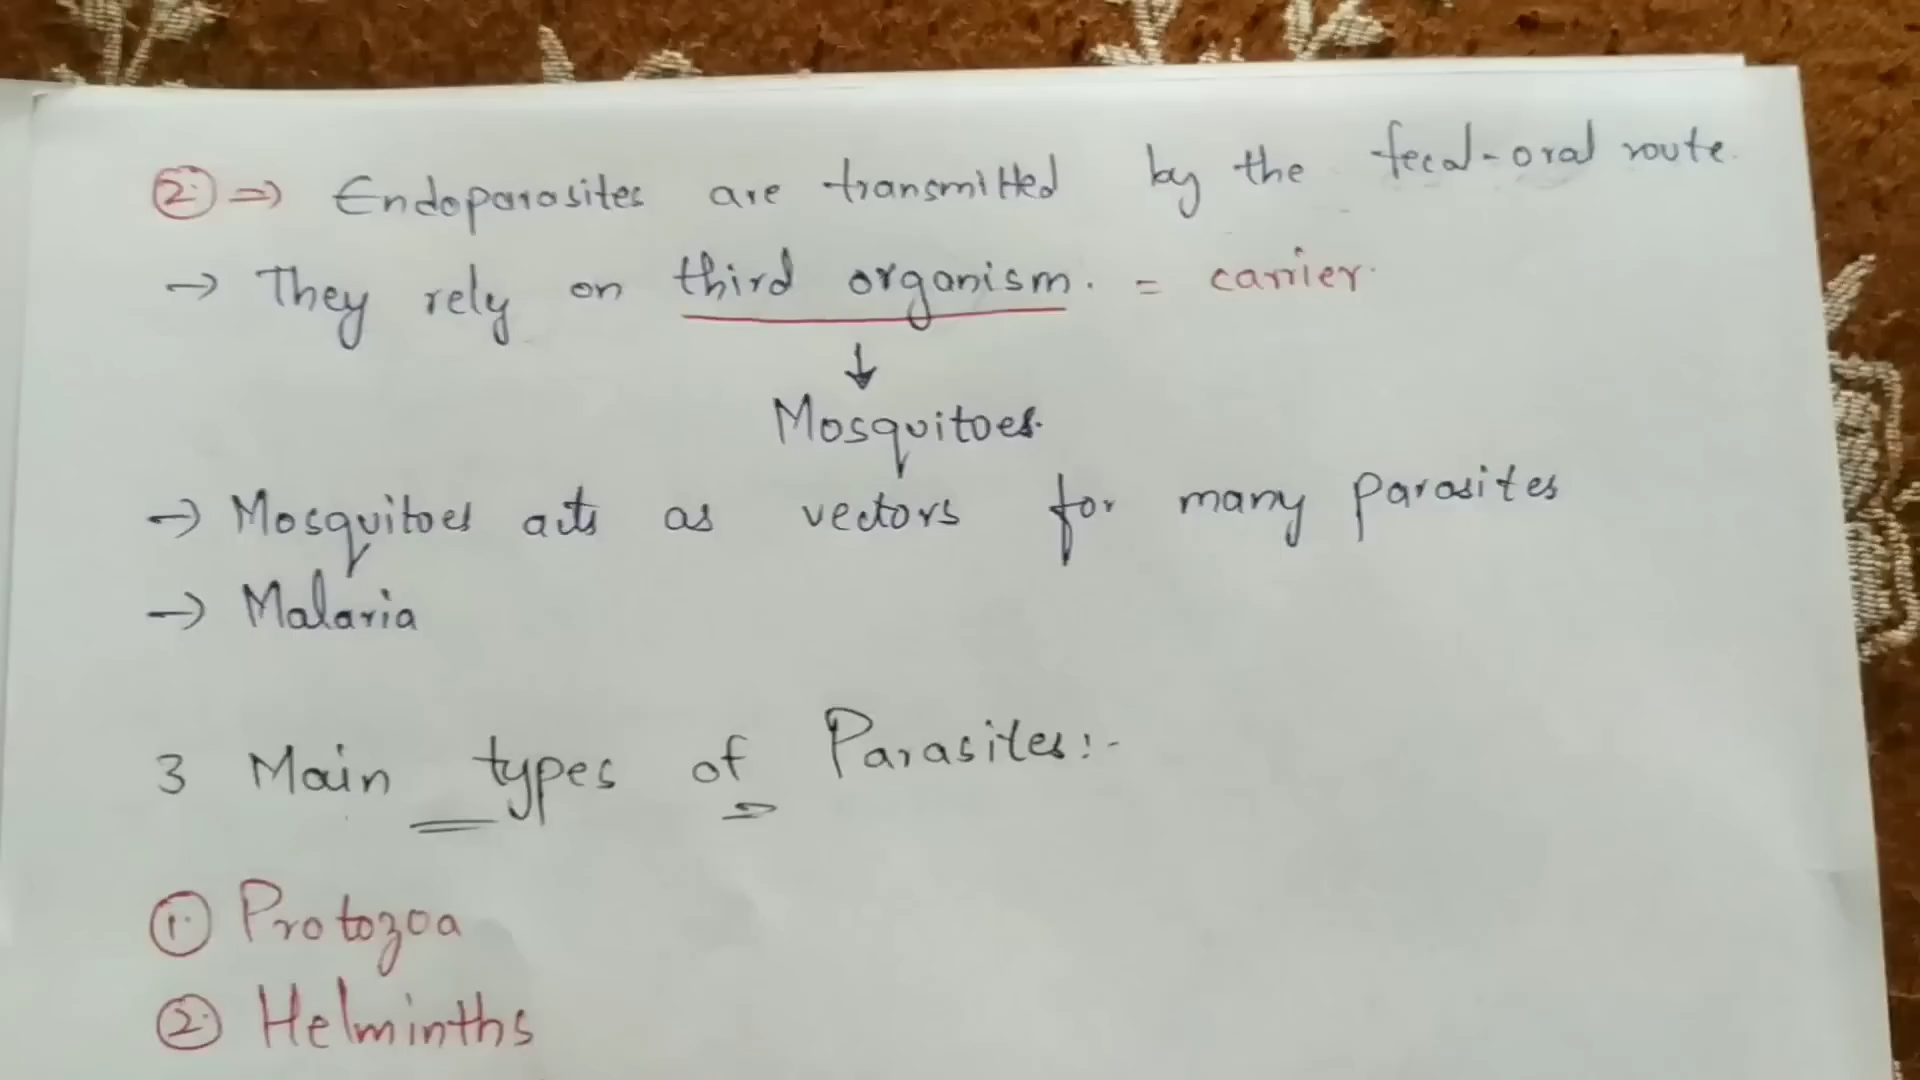 2. => Endoparasites are transmitted by the fecal-oral route.
→ They rely on third organism. = carrier.
↓
Mosquitoes.
→ Mosquitoes acts as vectors for many parasites
→ Malaria
3 Main types of Parasites:-
1. Protozoa
2. Helminths